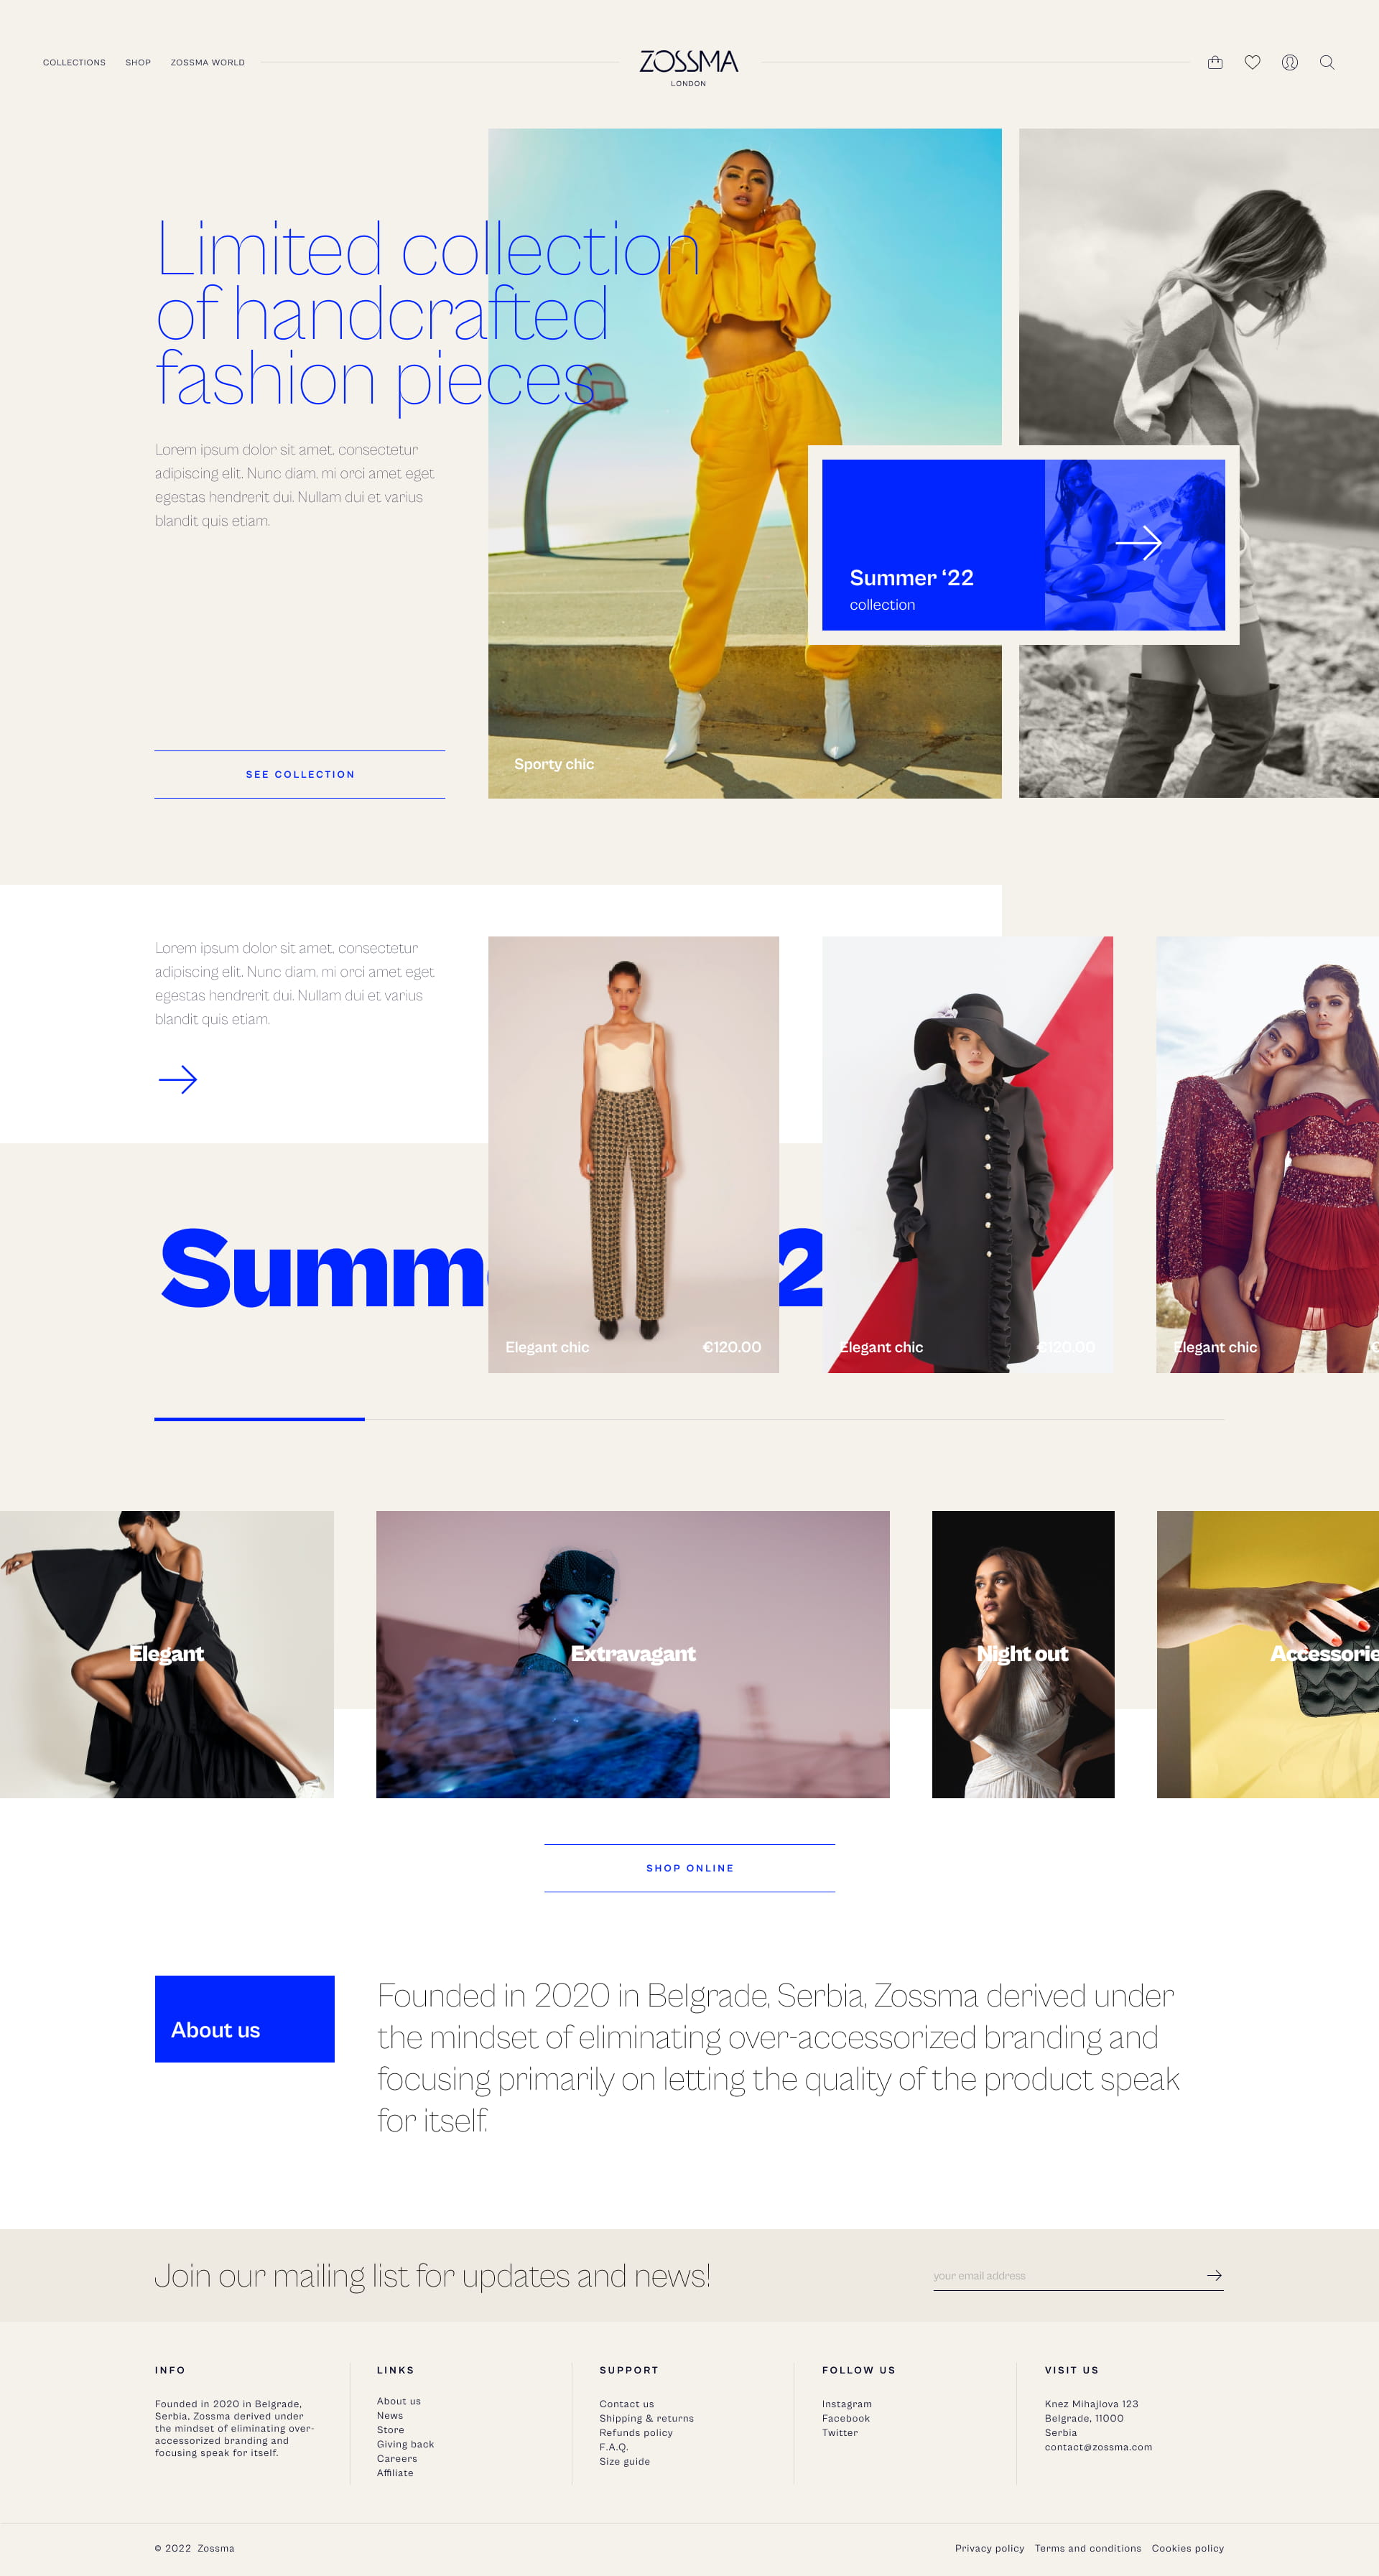 COLLECTIONS SHOP ZOSSMA WORLD
ZOSSMA
LONDON
Limited collection
of handcrafted
fashion pieces
Lorem ipsum dolor sit amet, consectetur
adipiscing elit. Nunc diam, mi orci amet eget
egestas hendrerit dui. Nullam dui et varius
blandit quis etiam.
SEE COLLECTION
Sporty chic
Summer ‘22
collection
Lorem ipsum dolor sit amet, consectetur
adipiscing elit. Nunc diam, mi orci amet eget
egestas hendrerit dui. Nullam dui et varius
blandit quis etiam.
Elegant chic €120.00
Elegant chic €120.00
Elegant chic
Elegant
Extravagant
Night out
SHOP ONLINE
About us
Founded in 2020 in Belgrade, Serbia, Zossma derived under
the mindset of eliminating over-accessorized branding and
focusing primarily on letting the quality of the product speak
for itself.
Join our mailing list for updates and news!
your email address
INFO
Founded in 2020 in Belgrade,
Serbia, Zossma derived under
the mindset of eliminating over-
accessorized branding and
focusing speak for itself.
LINKS
About us
News
Store
Giving back
Careers
Affiliate
SUPPORT
Contact us
Shipping & returns
Refunds policy
F.A.Q.
Size guide
FOLLOW US
Instagram
Facebook
Twitter
VISIT US
Knez Mihajlova 123
Belgrade, 11000
Serbia
contact@zossma.com
© 2022 Zossma
Privacy policy Terms and conditions Cookies policy